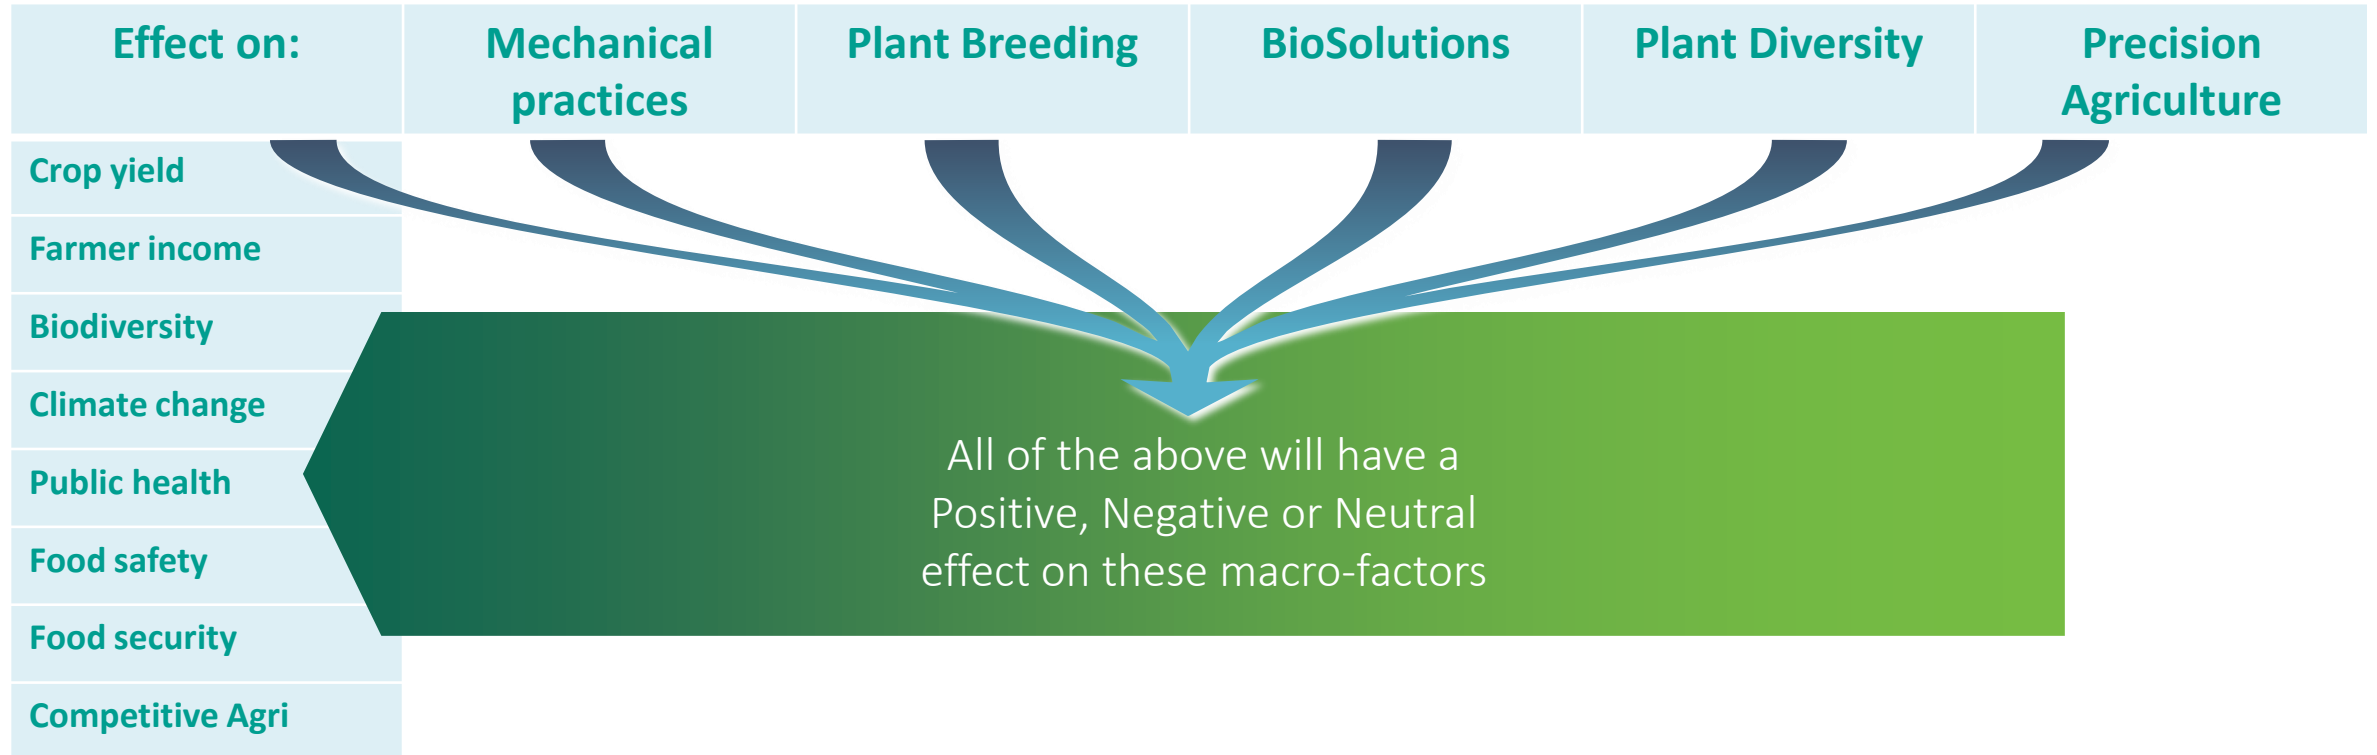 Effect on:
Mechanical
practices
Plant Breeding
BioSolutions
Plant Diversity
Precision
Agriculture
Crop yield
Farmer income
Biodiversity
Climate change
Public health
Food safety
Food security
Competitive Agri
All of the above will have a
Positive, Negative or Neutral
effect on these macro-factors